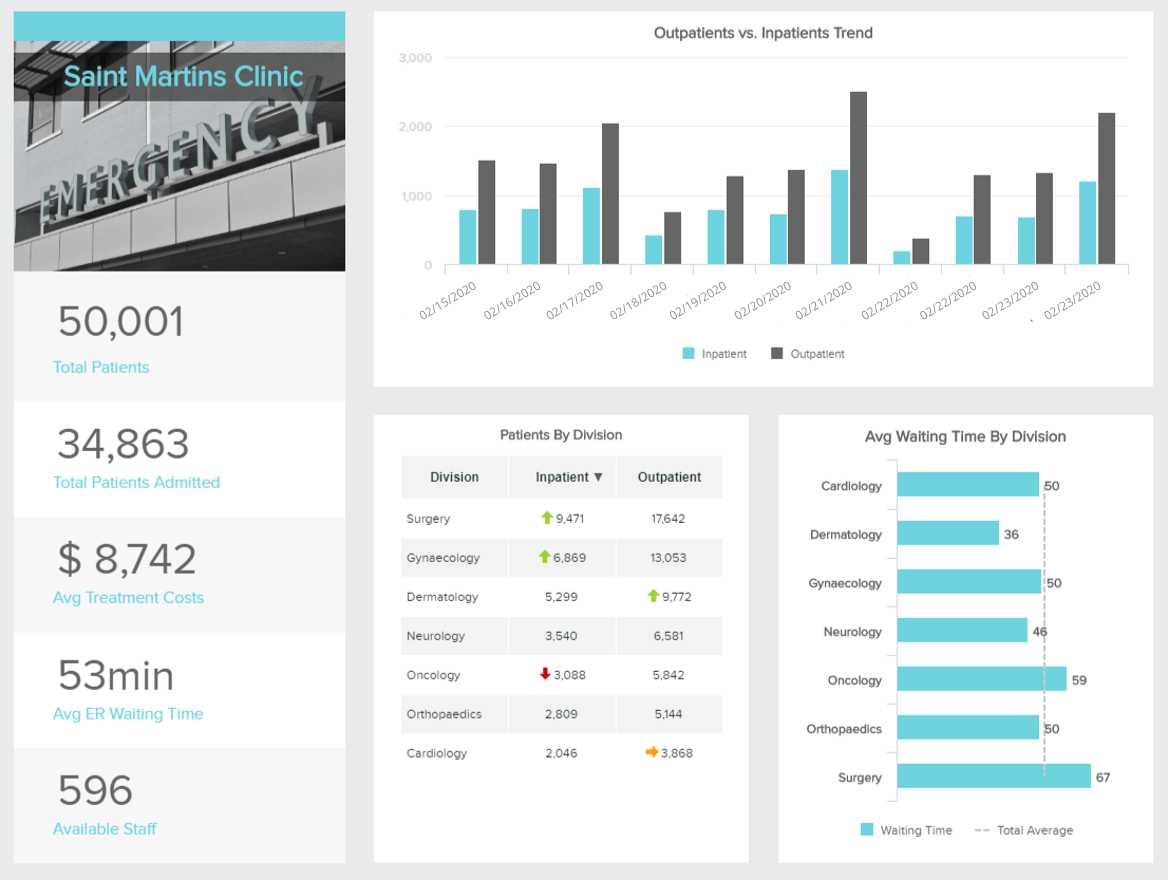 Saint Martins Clinic
EMERGENCY
50,001
Total Patients
34,863
Total Patients Admitted
$ 8,742
Avg Treatment Costs
53min
Avg ER Waiting Time
596
Available Staff
Outpatients vs. Inpatients Trend
3,000
2,000
1,000
0
02/15/2020 02/16/2020 02/17/2020 02/18/2020 02/19/2020 02/20/2020 02/21/2020 02/22/2020 02/22/2020 02/23/2020 02/23/2020
Inpatient Outpatient
Patients By Division
Division Inpatient ▼ Outpatient
Surgery 9,471 17,642
Gynaecology 6,869 13,053
Dermatology 5,299 9,772
Neurology 3,540 6,581
Oncology 3,088 5,842
Orthopaedics 2,809 5,144
Cardiology 2,046 3,868
Avg Waiting Time By Division
Cardiology 50
Dermatology 36
Gynaecology 50
Neurology 46
Oncology 59
Orthopaedics 50
Surgery 67
Waiting Time Total Average